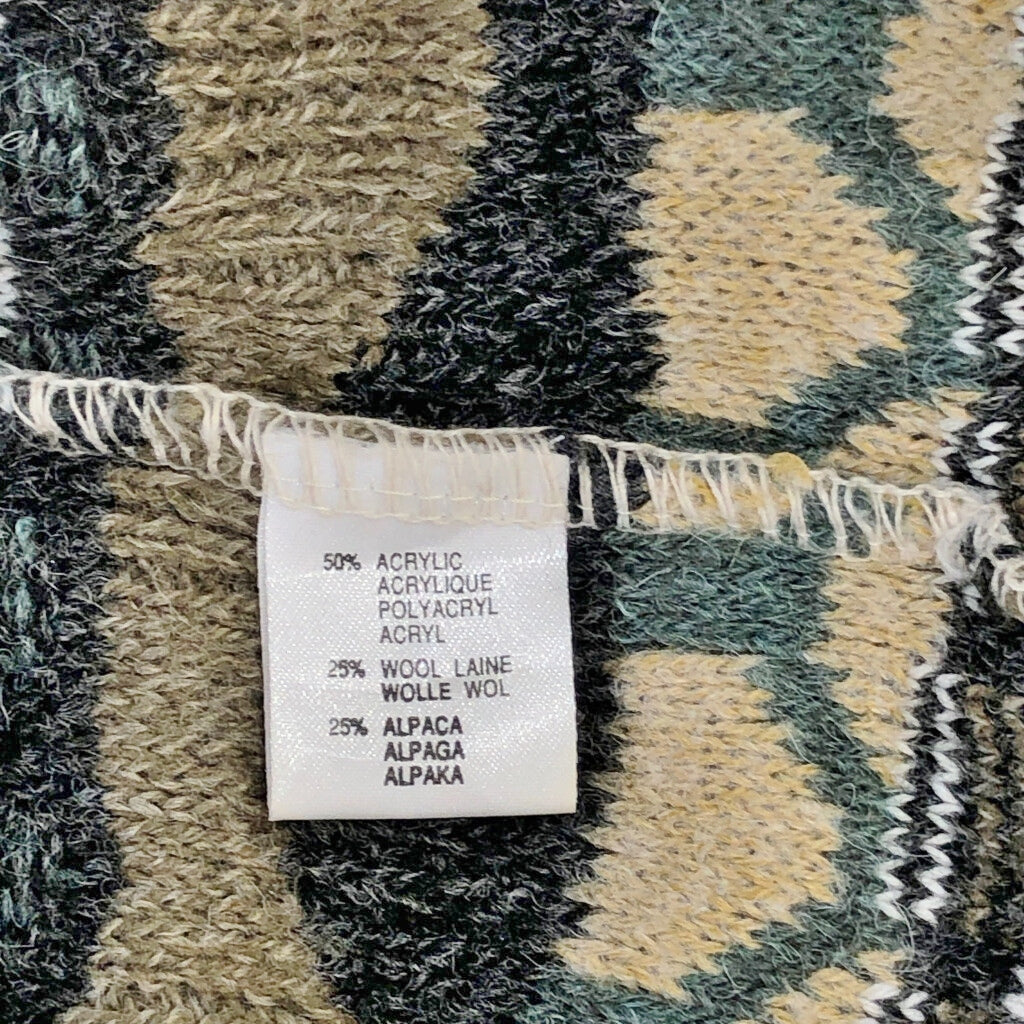 50% ACRYLIC
ACRYLIQUE
POLYACRYL
ACRYL
25% WOOL LAINE
WOLLE WOL
25% ALPACA
ALPAGA
ALPAKA